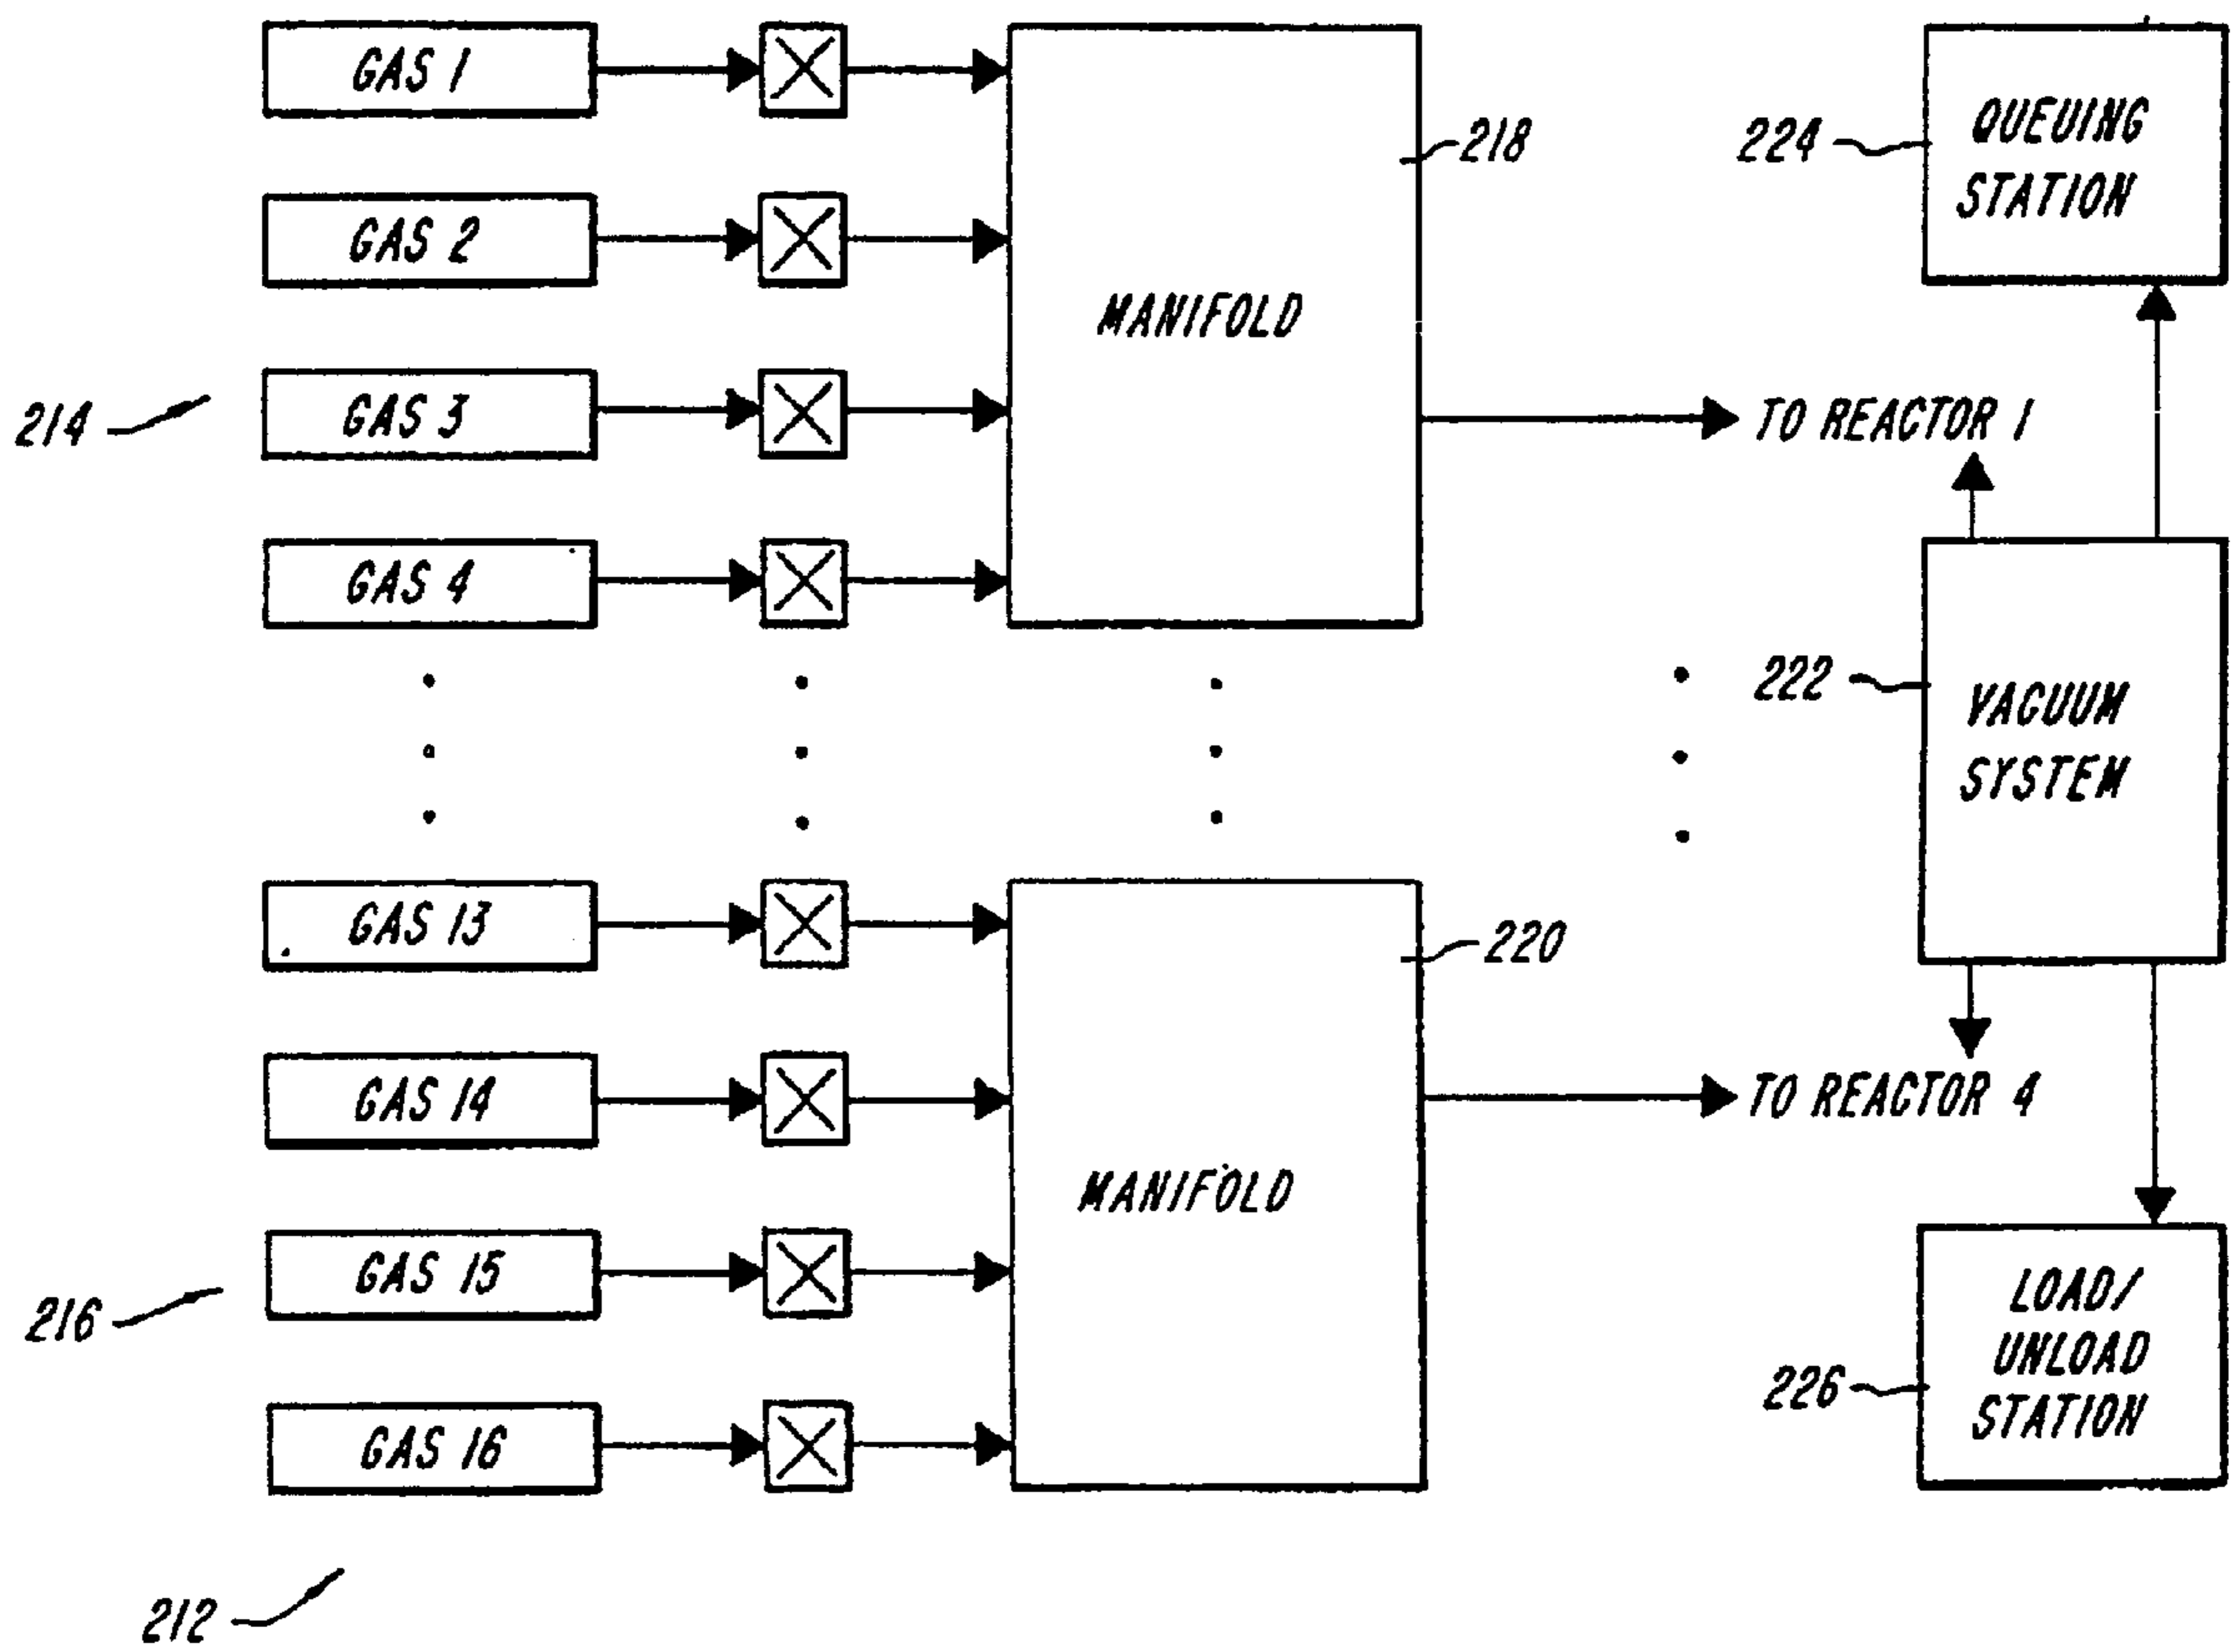 GAS 1
GAS 2
214
GAS 3
GAS 4
MANIFOLD
218
TO REACTOR 1
224
QUEUING
STATION
222
VACUUM
SYSTEM
GAS 13
GAS 14
216
GAS 15
GAS 16
MANIFOLD
220
TO REACTOR 4
226
LOAD/
UNLOAD
STATION
212